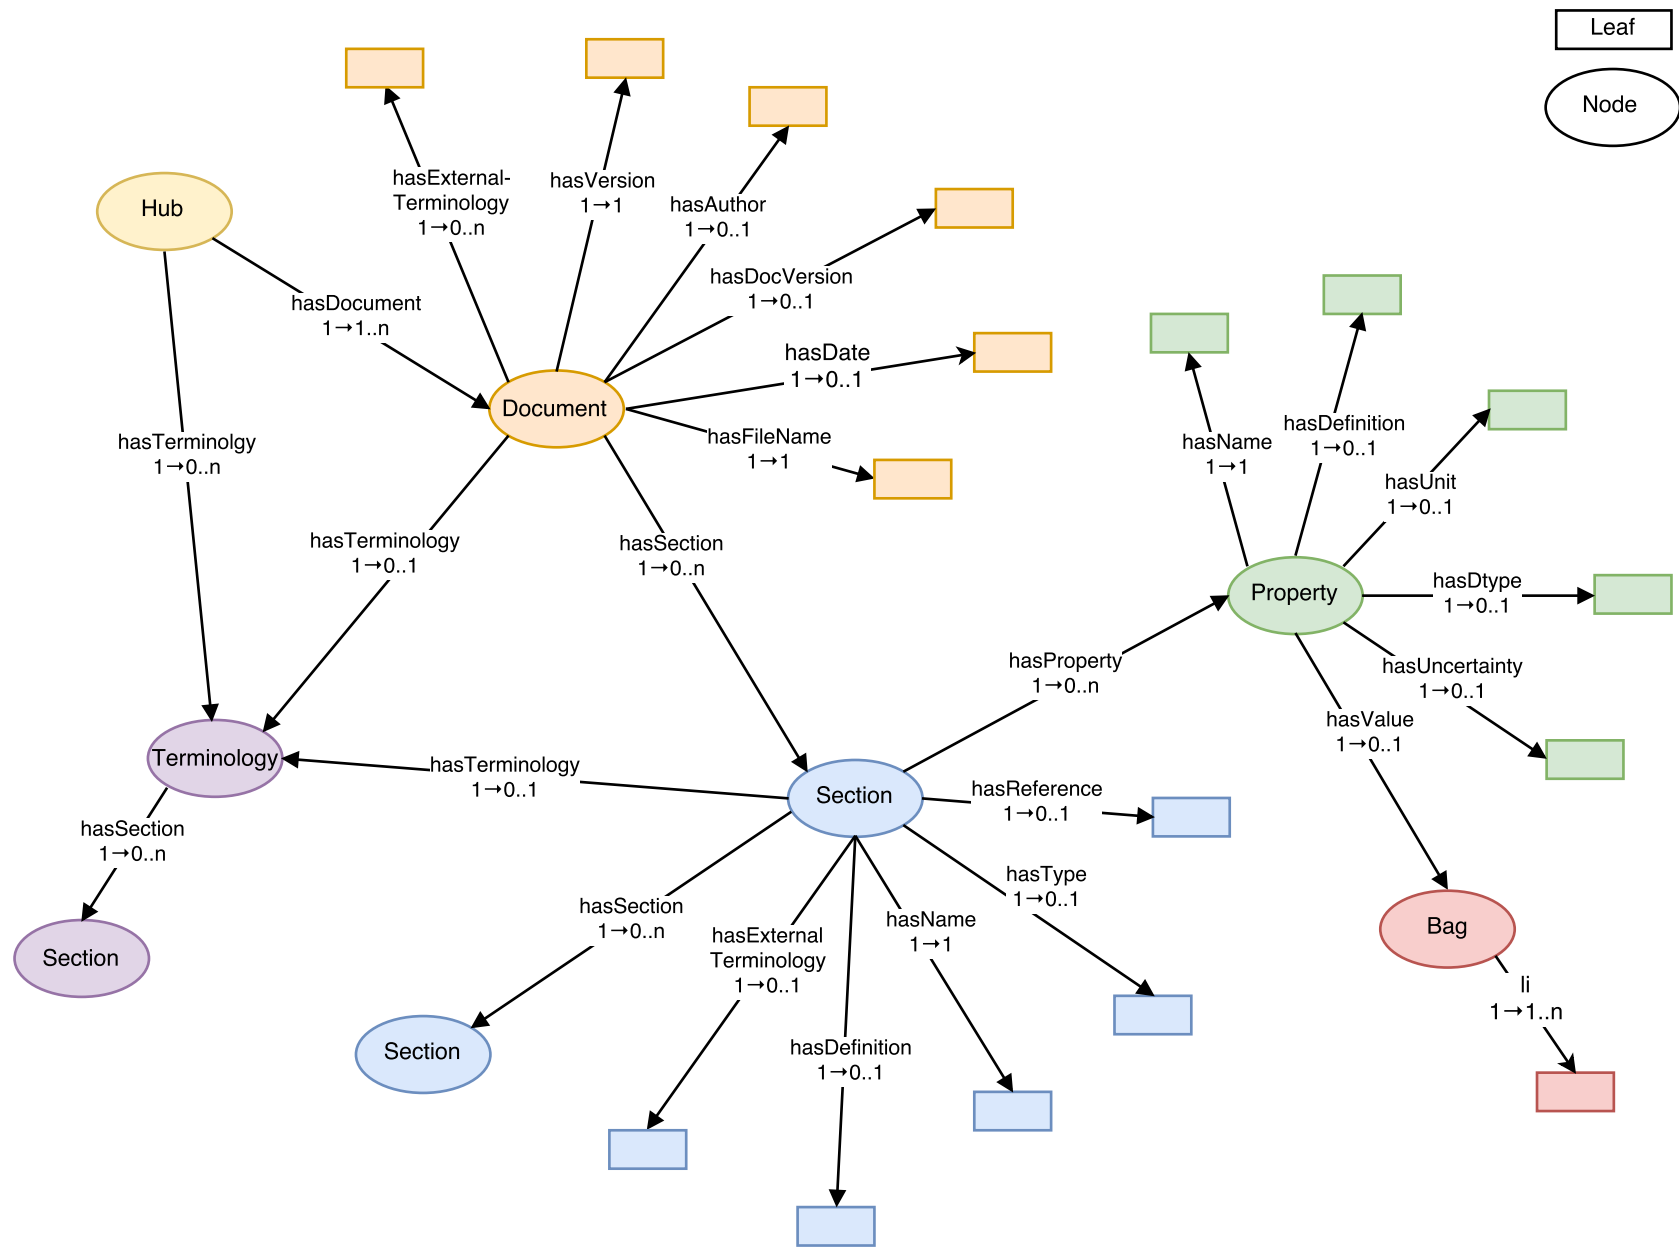 Leaf
Node
hasExternal-
Terminology
1→0..n
hasVersion
1→1
hasAuthor
1→0..1
Hub
hasDocVersion
1→0..1
hasDocument
1→1..n
hasDate
1→0..1
Document
hasFileName
1→1
hasTerminolgy
1→0..n
hasTerminology
1→0..1
hasSection
1→0..n
hasName
1→1
hasDefinition
1→0..1
hasUnit
1→0..1
Property
hasDtype
1→0..1
hasUncertainty
1→0..1
hasValue
1→0..1
hasProperty
1→0..n
Terminology
hasTerminology
1→0..1
Section
hasReference
1→0..1
hasSection
1→0..n
Section
hasSection
1→0..n
Section
hasExternal
Terminology
1→0..1
hasDefinition
1→0..1
hasName
1→1
hasType
1→0..1
Bag
li
1→1..n